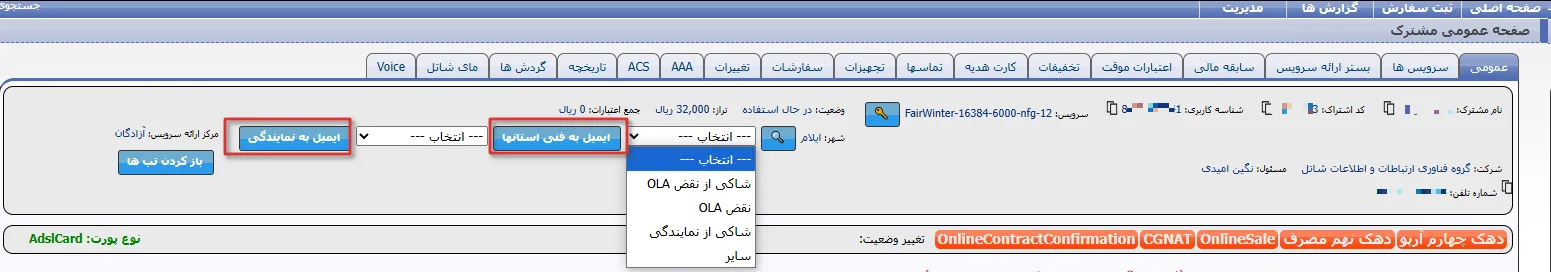 صفحه اصلی ثبت سفارش گزارش ها مدیریت جستجوی
صفحه عمومی مشترک
عمومی سرویس ها بستر ارائه سرویس سابقه مالی اعتبارات موقت تخفیفات کارت هدیه تماسها تجهیزات سفارشات تغییرات AAA ACS تاریخچه گردش ها مای شاتل Voice
نام مشترک: کد اشتراک: 3 شناسه کاربری: 8 i1 سرویس: FairWinter-16384-6000-nfg-12 وضعیت: در حال استفاده تراز: 32,000 ریال جمع اعتبارات: 0 ریال
شهر: ایلام --- انتخاب --- ایمیل به فنی استانها --- انتخاب --- ایمیل به نمایندگی مرکز ارائه سرویس: آزادگان
--- انتخاب ---
شاکی از نقض OLA
نقض OLA
شاکی از نمایندگی
سایر
باز کردن تب ها
شرکت: گروه فناوری ارتباطات و اطلاعات شاتل مسئول: نگین امیدی
شماره تلفن:
دهک چهارم آرپو دهک نهم مصرف OnlineSale CGNAT OnlineContractConfirmation تغییر وضعیت: نوع پورت: AdslCard